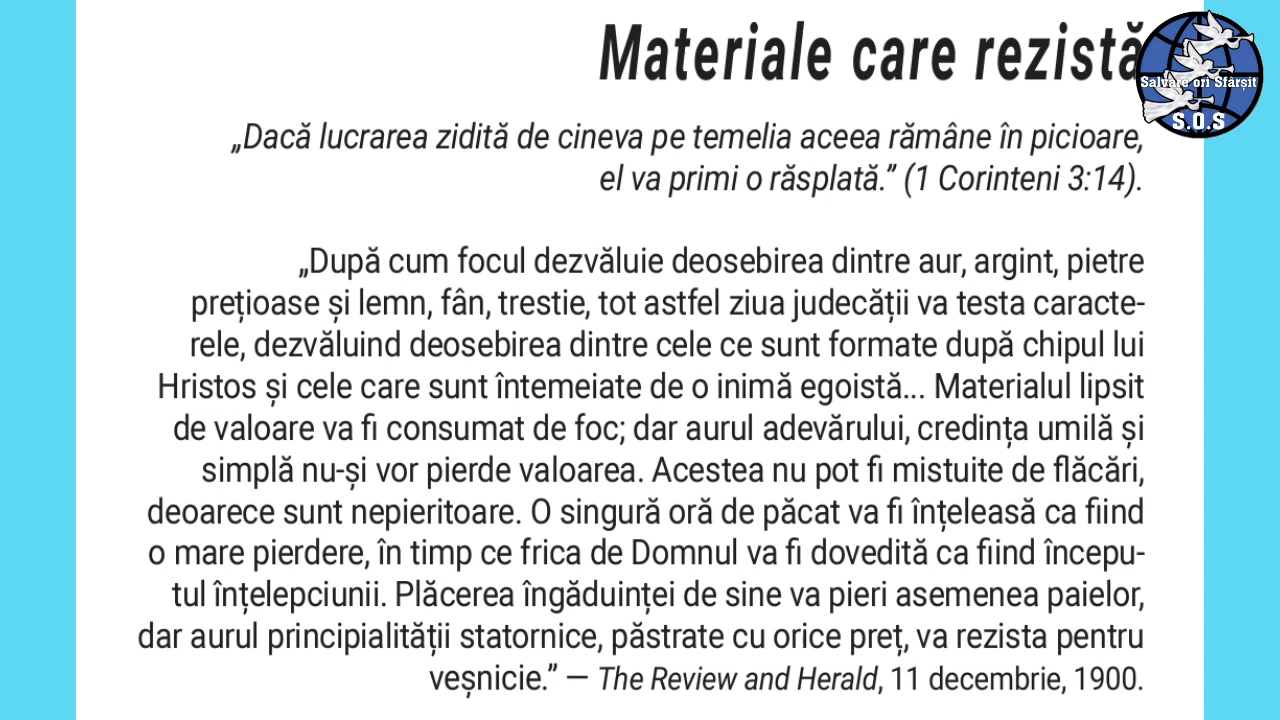 Materiale care rezistă
Salvare ori Sfârșit
S.O.S
„Dacă lucrarea zidită de cineva pe temelia aceea rămâne în picioare,
el va primi o răsplată.” (1 Corinteni 3:14).
„După cum focul dezvăluie deosebirea dintre aur, argint, pietre
prețioase și lemn, fân, trestie, tot astfel ziua judecății va testa caracte-
rele, dezvăluind deosebirea dintre cele ce sunt formate după chipul lui
Hristos și cele care sunt întemeiate de o inimă egoistă... Materialul lipsit
de valoare va fi consumat de foc; dar aurul adevărului, credința umilă și
simplă nu-și vor pierde valoarea. Acestea nu pot fi mistuite de flăcări,
deoarece sunt nepieritoare. O singură oră de păcat va fi înțeleasă ca fiind
o mare pierdere, în timp ce frica de Domnul va fi dovedită ca fiind începu-
tul înțelepciunii. Plăcerea îngăduinței de sine va pieri asemenea paielor,
dar aurul principialității statornice, păstrate cu orice preț, va rezista pentru
veșnicie.” — The Review and Herald, 11 decembrie, 1900.